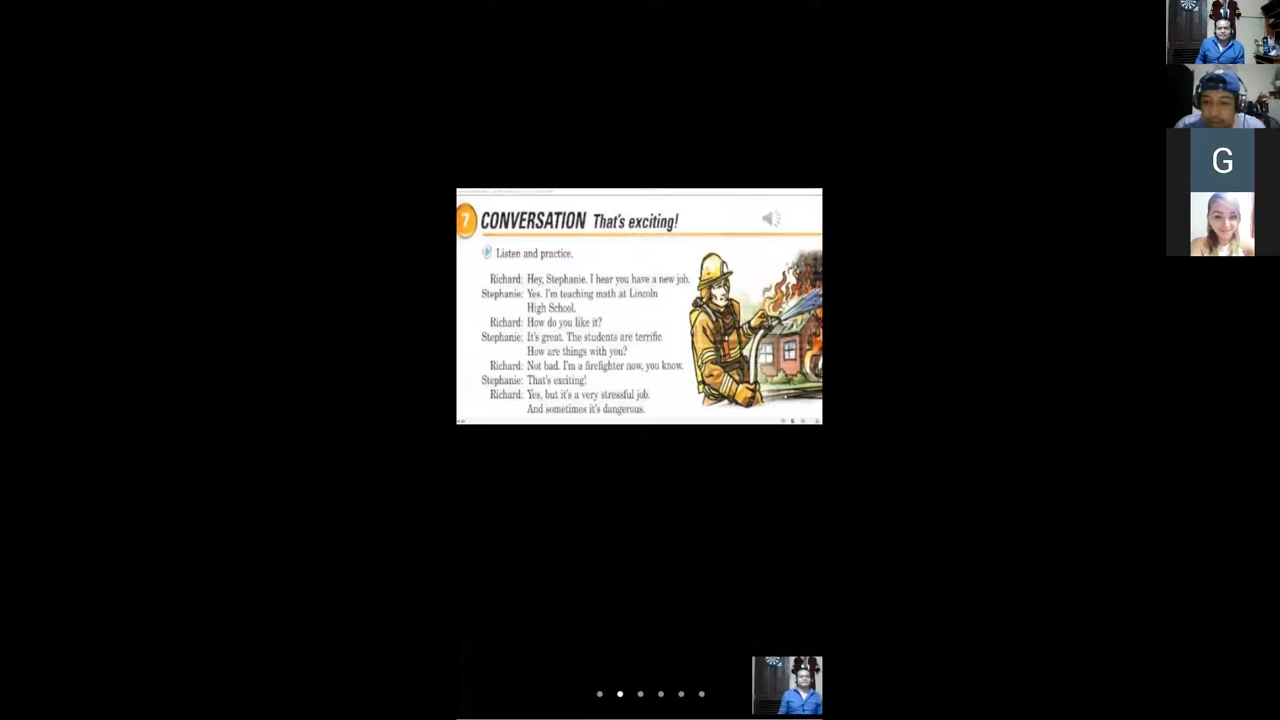 7 CONVERSATION That's exciting!
Listen and practice.
Richard: Hey, Stephanie. I hear you have a new job.
Stephanie: Yes. I'm teaching math at Lincoln
High School.
Richard: How do you like it?
Stephanie: It's great. The students are terrific.
How are things with you?
Richard: Not bad. I'm a firefighter now, you know.
Stephanie: That's exciting!
Richard: Yes, but it's a very stressful job.
And sometimes it's dangerous.
G